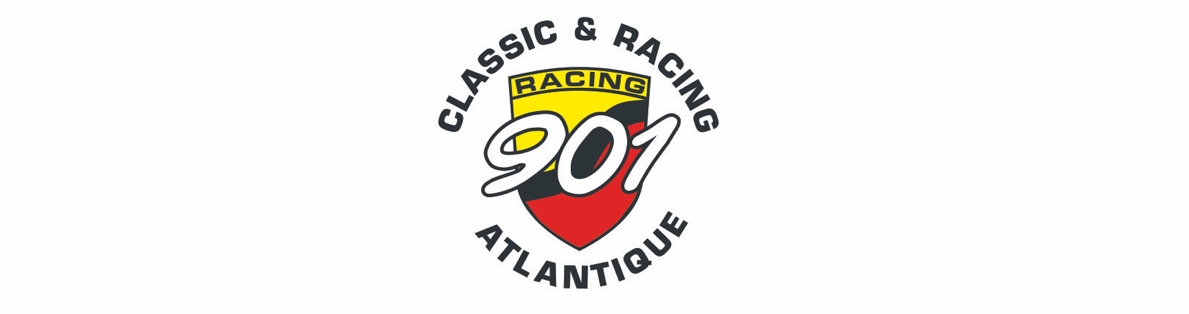 CLASSIC & RACING
RACING
901
ATLANTIQUE